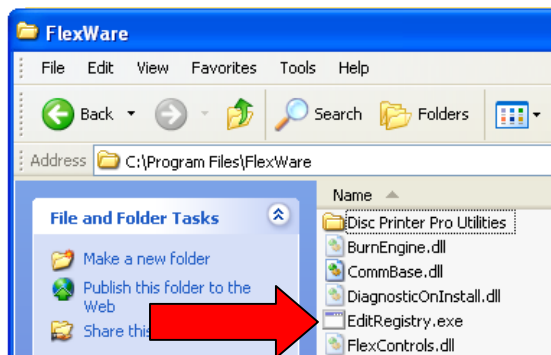 FlexWare
File Edit View Favorites Tools Help
Back Search Folders
Address C:\Program Files\FlexWare
File and Folder Tasks
Make a new folder
Publish this folder to the
Web
Share this
Name
Disc Printer Pro Utilities
BurnEngine.dll
CommBase.dll
DiagnosticOnInstall.dll
EditRegistry.exe
FlexControls.dll